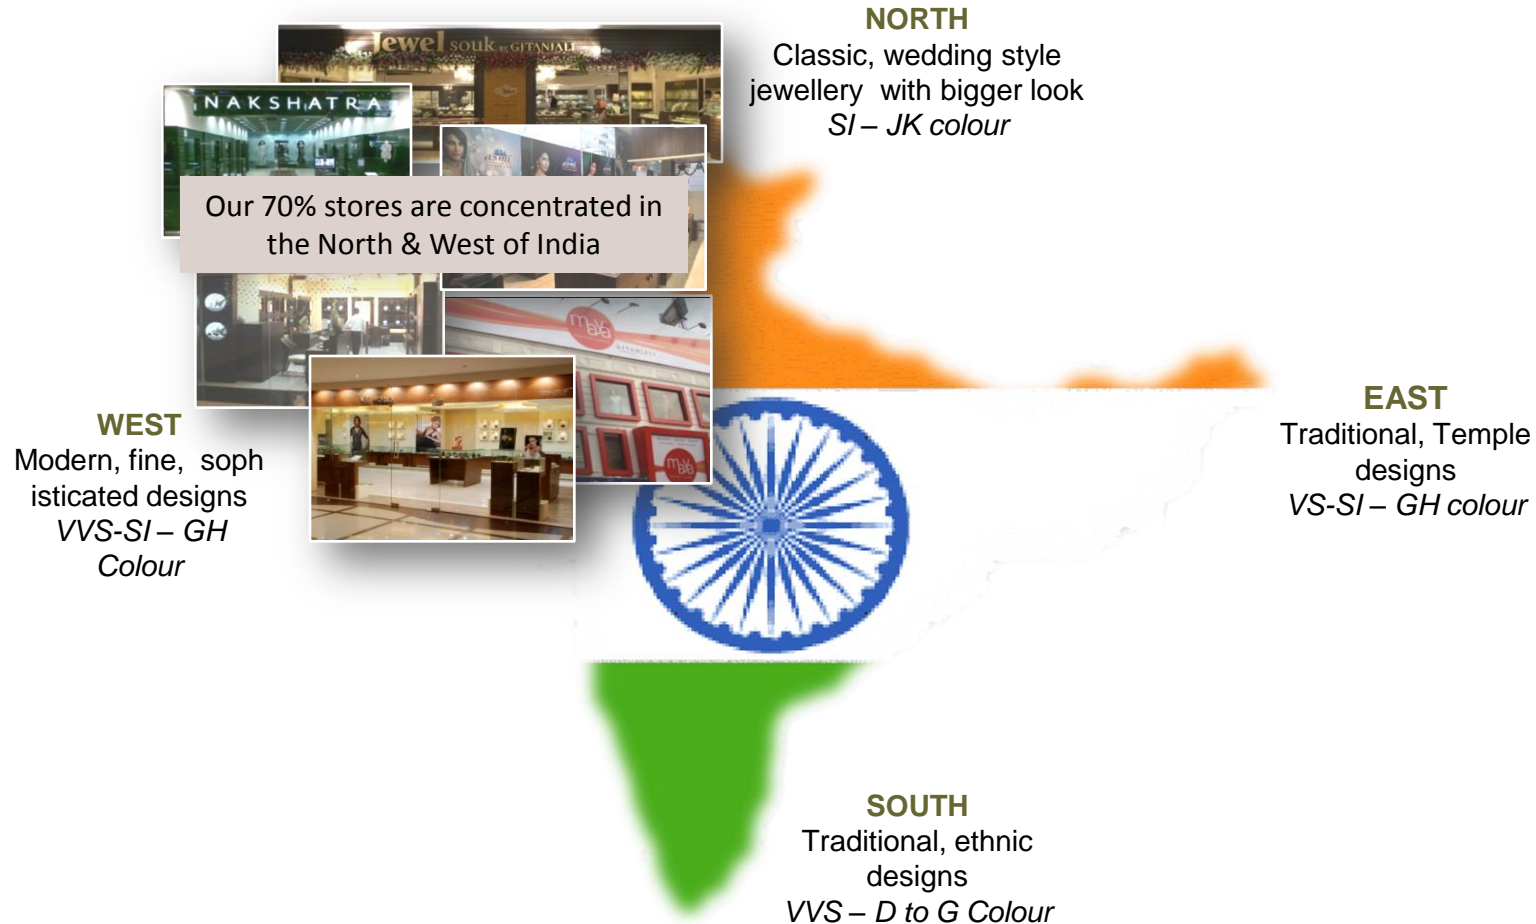 NORTH
Classic, wedding style
jewellery with bigger look
SI – JK colour
Jewel souk BY GITANJALI
NAKSHATRA
Our 70% stores are concentrated in
the North & West of India
maya
maya
WEST
Modern, fine, soph
isticated designs
VVS-SI – GH
Colour
EAST
Traditional, Temple
designs
VS-SI – GH colour
SOUTH
Traditional, ethnic
designs
VVS – D to G Colour